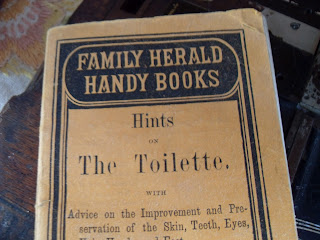 FAMILY HERALD
HANDY BOOKS
Hints
ON
The Toilette.
WITH
Advice on the Improvement and Pre-
servation of the Skin, Teeth, Eyes,